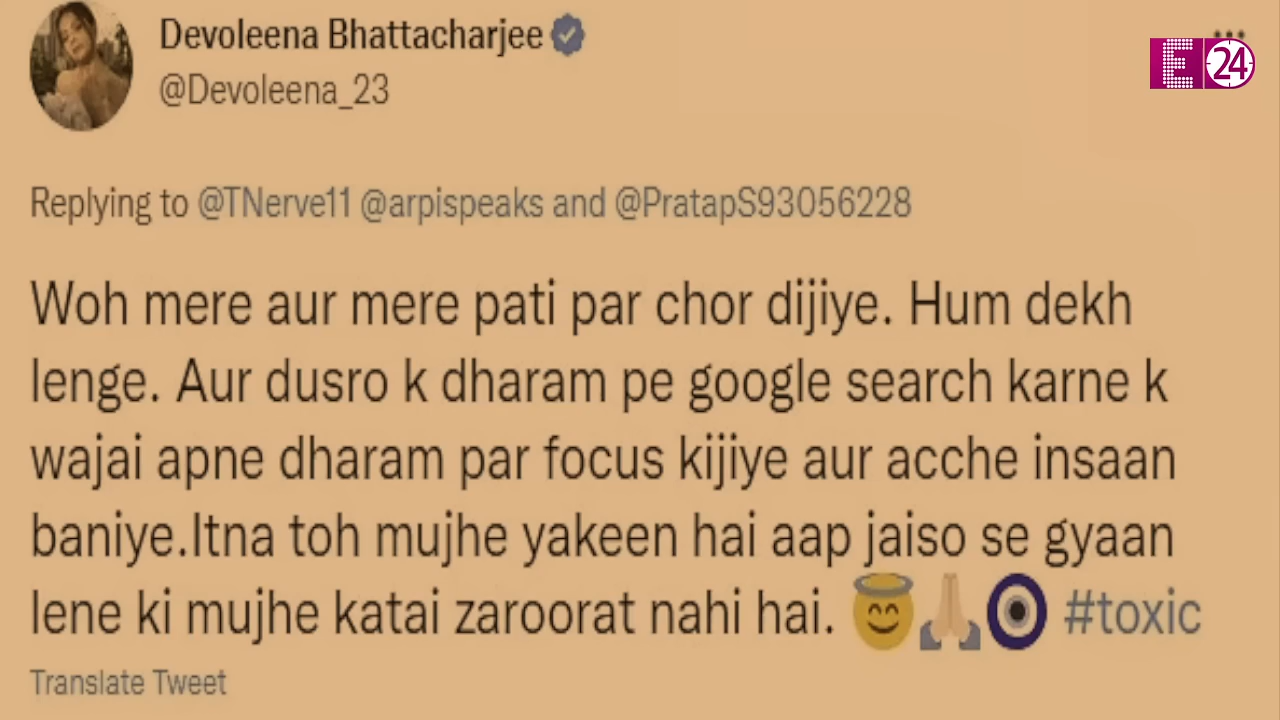 Devoleena Bhattacharjee
@Devoleena_23
E 24
Replying to @TNerve11 @arpispeaks and @PratapS93056228
Woh mere aur mere pati par chor dijiye. Hum dekh
lenge. Aur dusro k dharam pe google search karne k
wajai apne dharam par focus kijiye aur acche insaan
baniye.Itna toh mujhe yakeen hai aap jaiso se gyaan
lene ki mujhe katai zaroorat nahi hai. 😇🙏🧿 #toxic
Translate Tweet